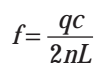 f = qc / 2nL